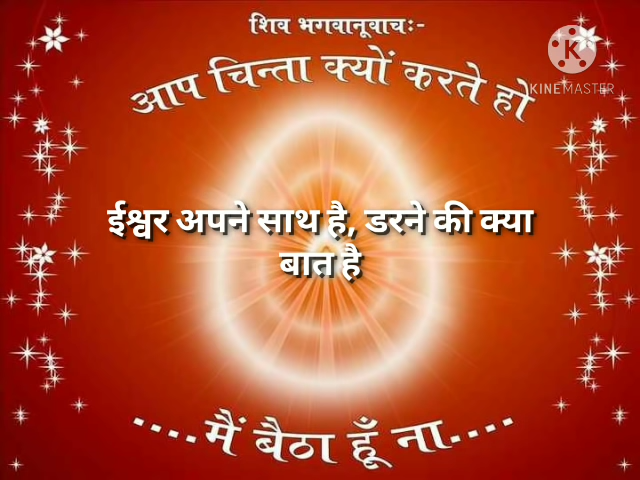 शिव भगवानूवाचः-
आप चिन्ता क्यों करते हो
KINEMASTER
ईश्वर अपने साथ है, डरने की क्या
बात है
....मैं बैठा हूँ ना....